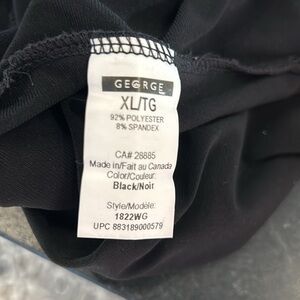 GEORGE
XL/TG
92% POLYESTER
8% SPANDEX
CA# 28885
Made in/Fait au Canada
Color/Couleur:
Black/Noir
Style/Modèle:
1822WG
UPC 883189000579